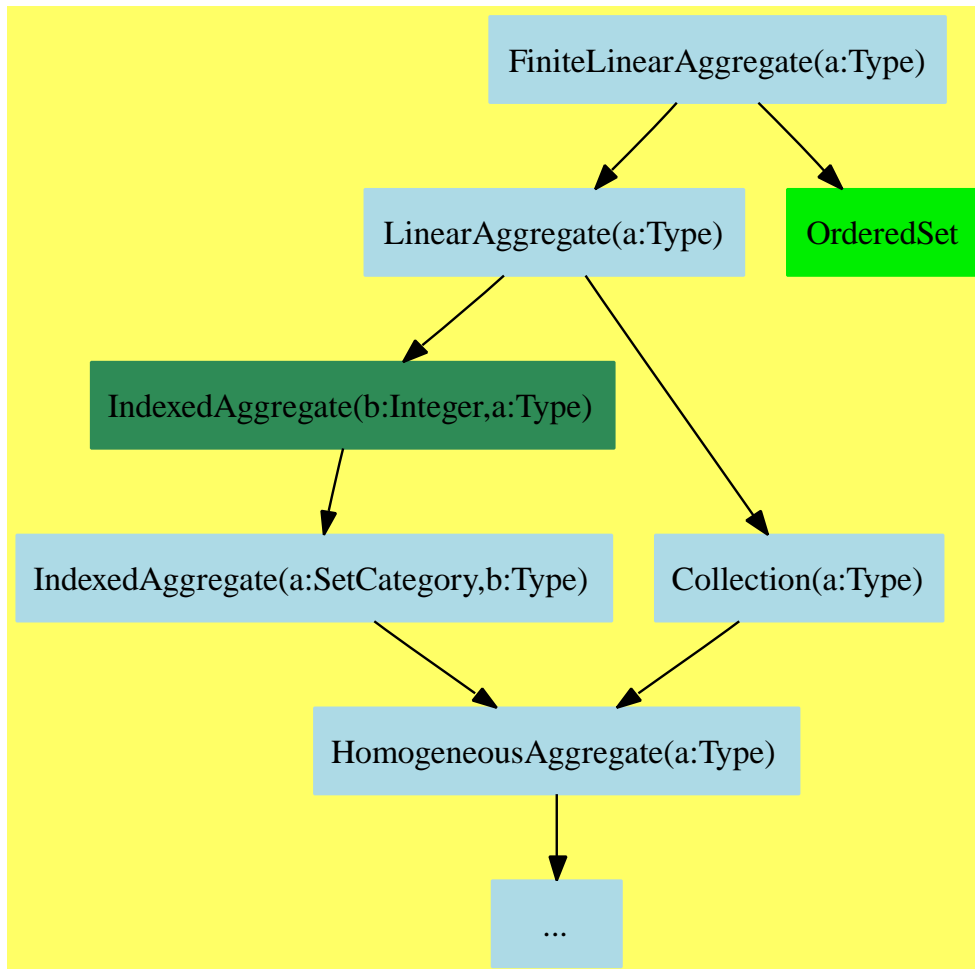 FiniteLinearAggregate(a:Type)
LinearAggregate(a:Type)
OrderedSet
IndexedAggregate(b:Integer,a:Type)
IndexedAggregate(a:SetCategory,b:Type)
Collection(a:Type)
HomogeneousAggregate(a:Type)
...